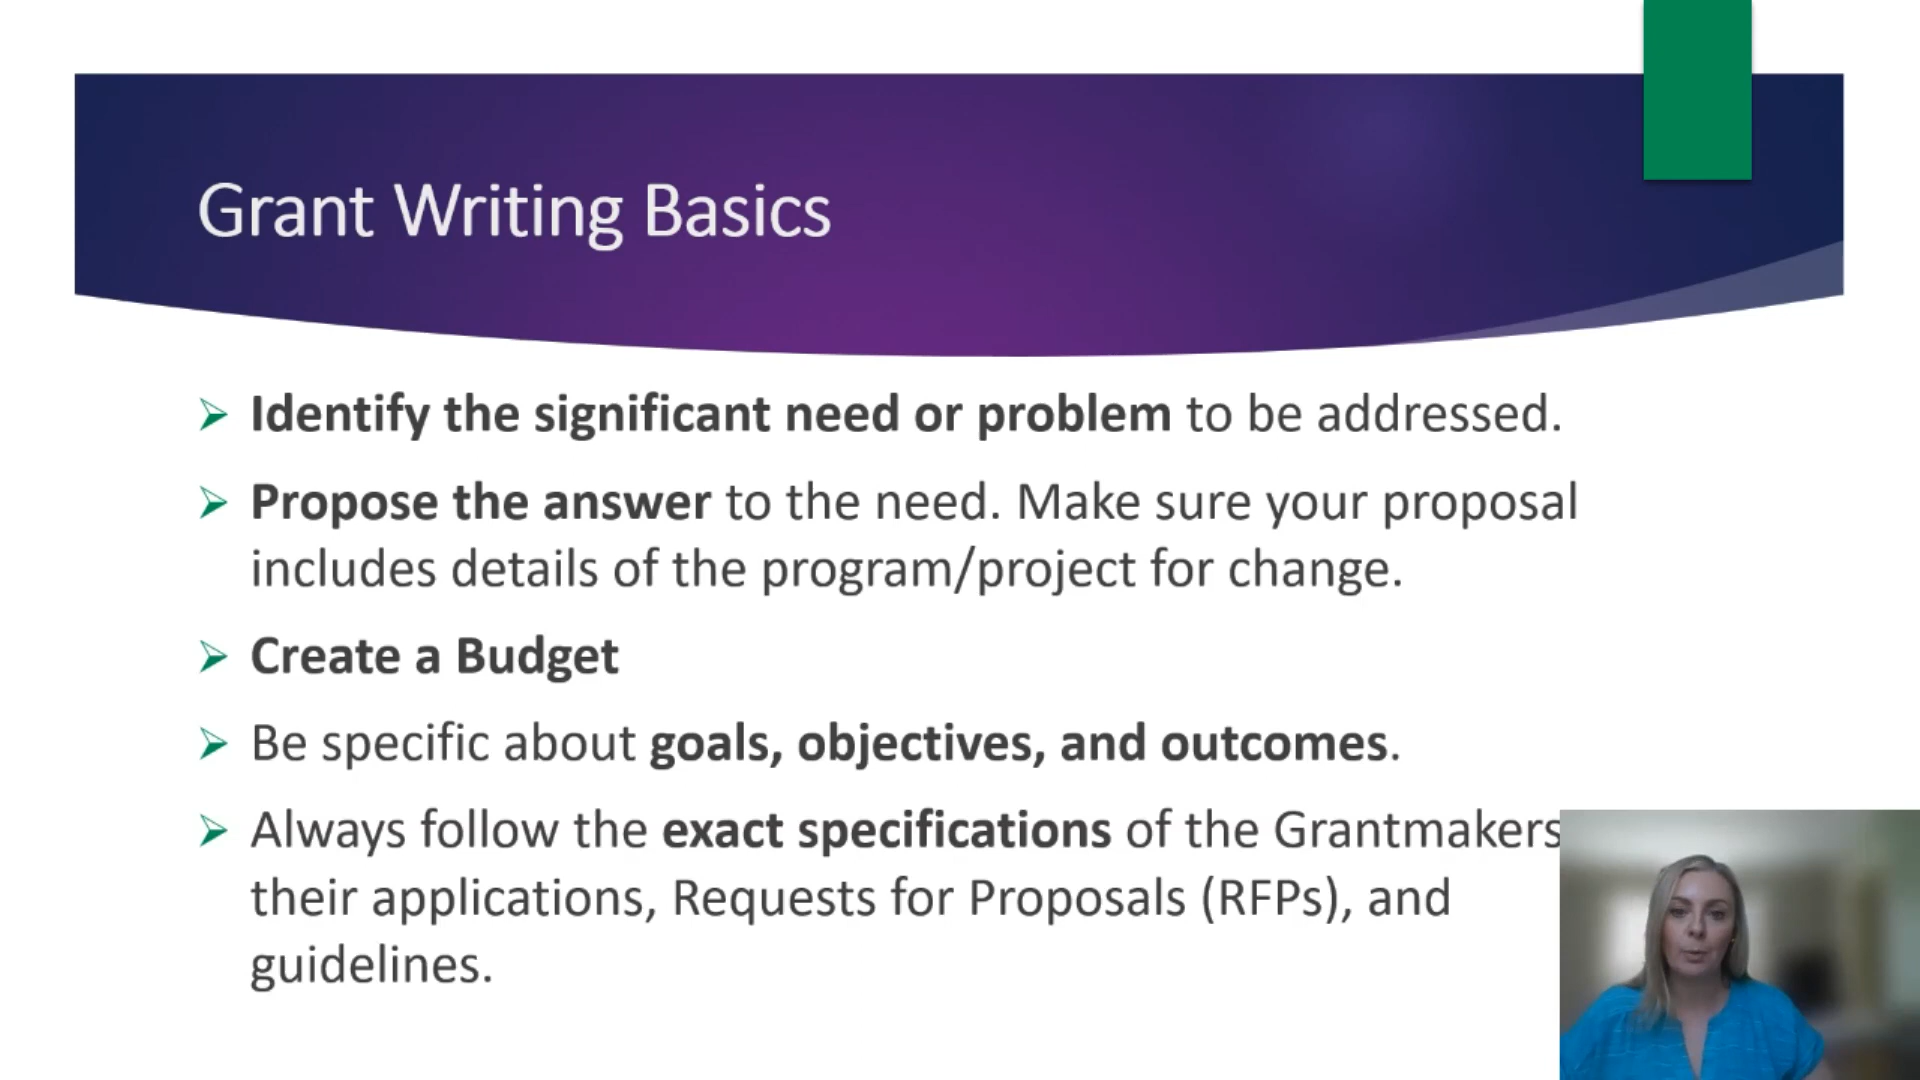 Grant Writing Basics
Identify the significant need or problem to be addressed.
Propose the answer to the need. Make sure your proposal
includes details of the program/project for change.
Create a Budget
Be specific about goals, objectives, and outcomes.
Always follow the exact specifications of the Grantmakers
their applications, Requests for Proposals (RFPs), and
guidelines.